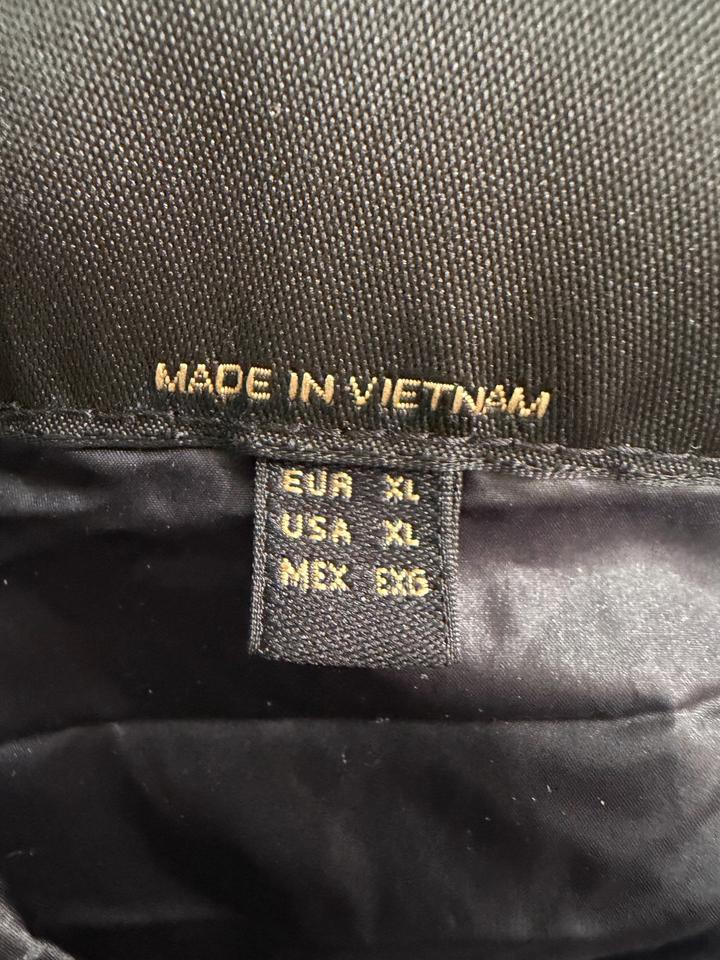 MADE IN VIETNAM
EUR XL
USA XL
MEX EXG